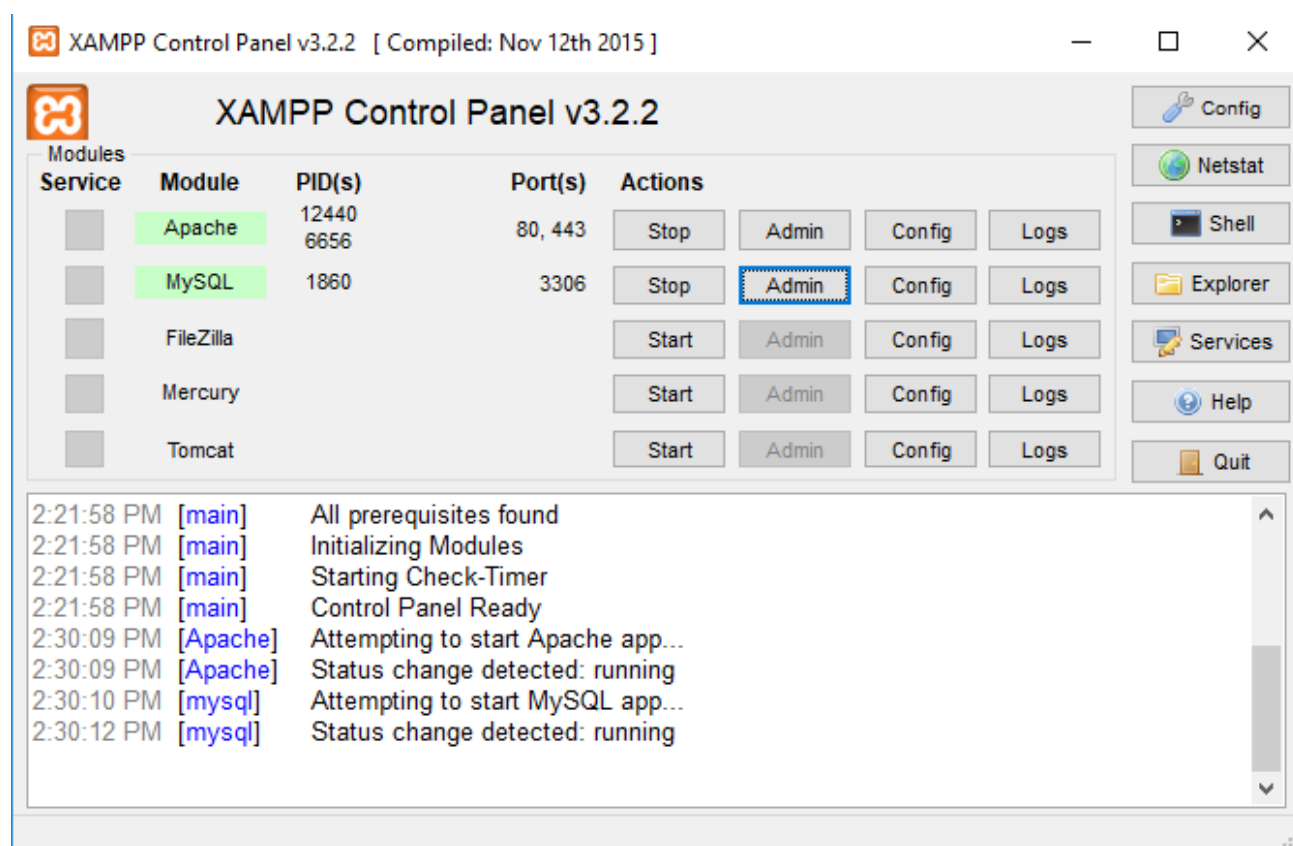 XAMPP Control Panel v3.2.2 [ Compiled: Nov 12th 2015 ]
XAMPP Control Panel v3.2.2
Config
Modules
Netstat
Service Module PID(s) Port(s) Actions
Apache 12440 6656 80, 443 Stop Admin Config Logs
Shell
MySQL 1860 3306 Stop Admin Config Logs
Explorer
FileZilla Start Admin Config Logs
Services
Mercury Start Admin Config Logs
Help
Tomcat Start Admin Config Logs
Quit
2:21:58 PM [main] All prerequisites found
2:21:58 PM [main] Initializing Modules
2:21:58 PM [main] Starting Check-Timer
2:21:58 PM [main] Control Panel Ready
2:30:09 PM [Apache] Attempting to start Apache app...
2:30:09 PM [Apache] Status change detected: running
2:30:10 PM [mysql] Attempting to start MySQL app...
2:30:12 PM [mysql] Status change detected: running